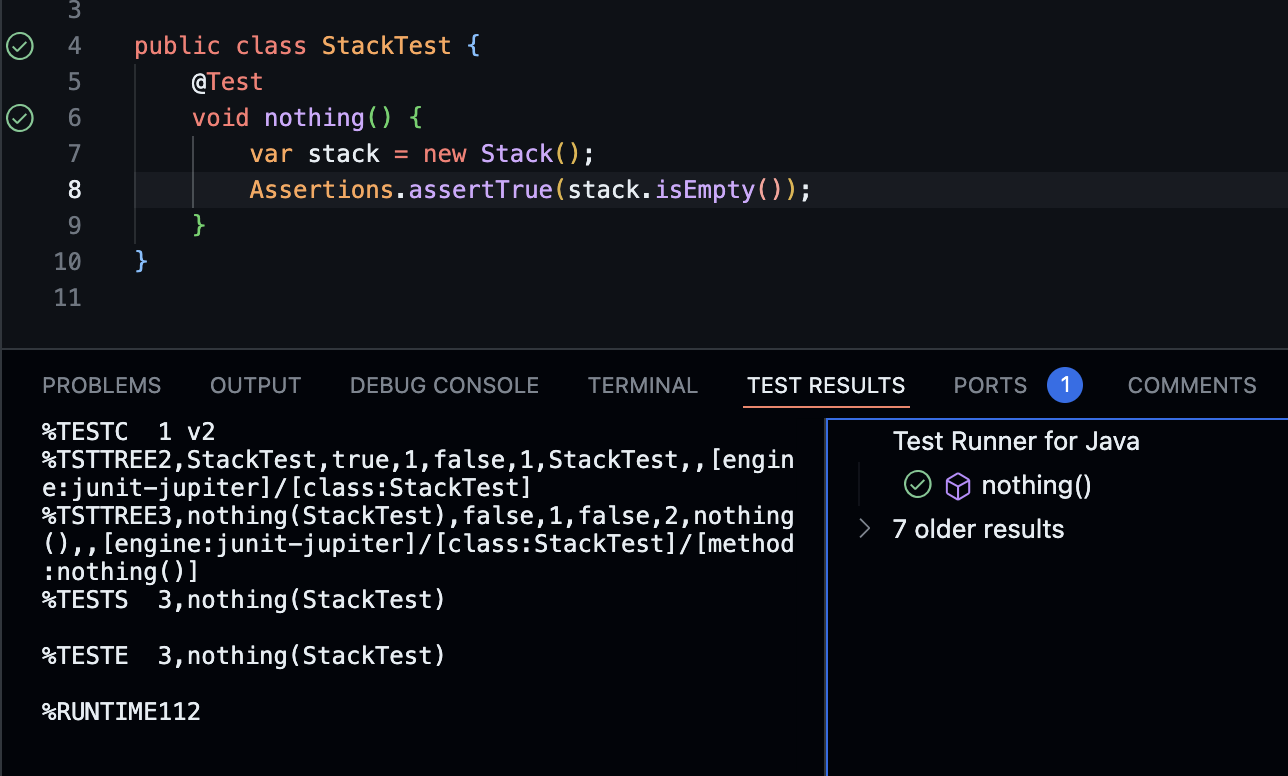 3
4 public class StackTest {
5 @Test
6 void nothing() {
7 var stack = new Stack();
8 Assertions.assertTrue(stack.isEmpty());
9 }
10 }
11
PROBLEMS OUTPUT DEBUG CONSOLE TERMINAL TEST RESULTS PORTS 1 COMMENTS
%TESTC  1 v2
%TSTTREE2,StackTest,true,1,false,1,StackTest,,[engin
e:junit-jupiter]/[class:StackTest]
%TSTTREE3,nothing(StackTest),false,1,false,2,nothing
(),,[engine:junit-jupiter]/[class:StackTest]/[method
:nothing()]
%TESTS  3,nothing(StackTest)
%TESTE  3,nothing(StackTest)
%RUNTIME112
Test Runner for Java
nothing()
7 older results